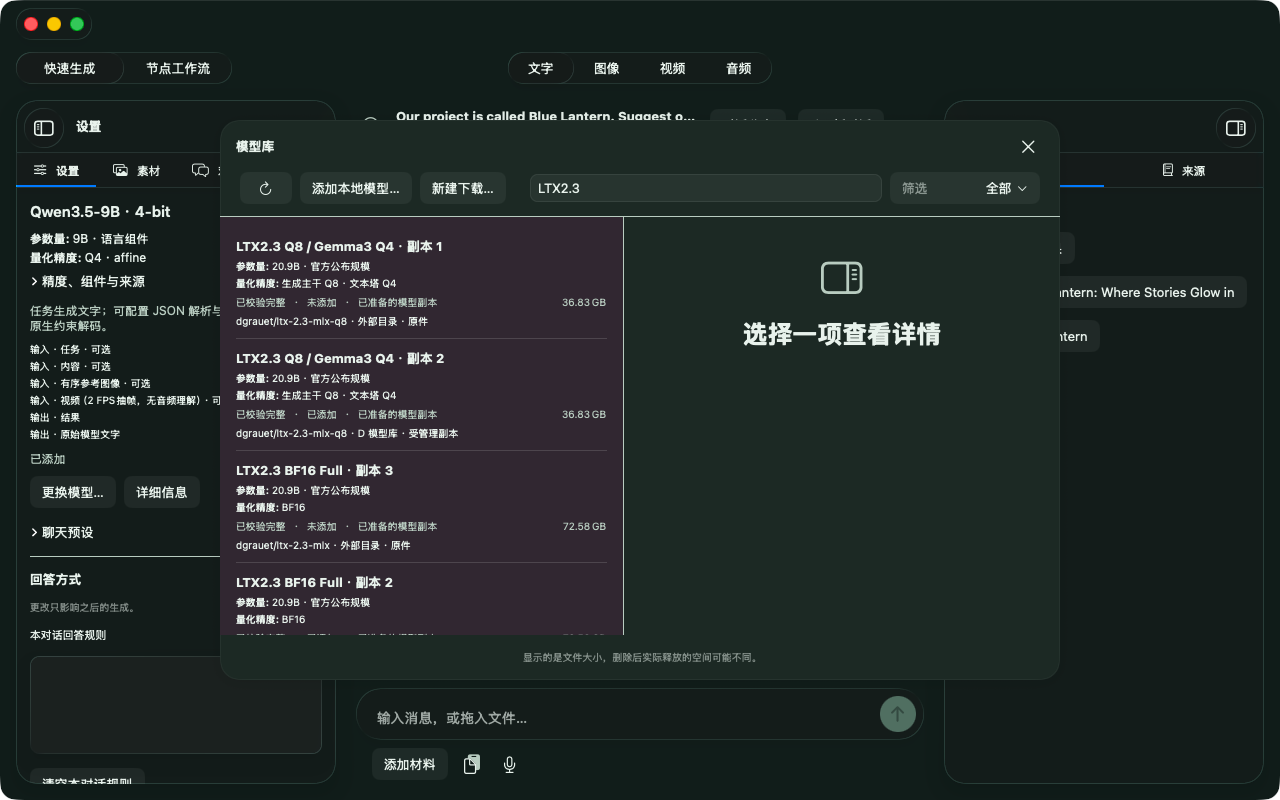 快速生成
节点工作流
文字
图像
视频
音频
设置
Our project is called Blue Lantern. Suggest o...
设置
素材
来源
Qwen3.5-9B · 4-bit
参数量: 9B · 语言组件
量化精度: Q4 · affine
精度、组件与来源
任务生成文字；可配置 JSON 解析与
原生约束解码。
输入 · 任务 · 可选
输入 · 内容 · 可选
输入 · 有序参考图像 · 可选
输入 · 视频 (2 FPS 抽帧，无音频理解) · 可
输出 · 结果
输出 · 原始模型文字
已添加
更换模型...
详细信息
聊天预设
回答方式
更改只影响之后的生成。
本对话回答规则
清空本对话规则
模型库
添加本地模型...
新建下载...
LTX2.3
筛选
全部
LTX2.3 Q8 / Gemma3 Q4 · 副本 1
参数量: 20.9B · 官方公布规模
量化精度: 生成主干 Q8 · 文本塔 Q4
已校验完整 · 未添加 · 已准备的模型副本
36.83 GB
dgrauet/ltx-2.3-mlx-q8 · 外部目录 · 原件
LTX2.3 Q8 / Gemma3 Q4 · 副本 2
参数量: 20.9B · 官方公布规模
量化精度: 生成主干 Q8 · 文本塔 Q4
已校验完整 · 已添加 · 已准备的模型副本
36.83 GB
dgrauet/ltx-2.3-mlx-q8 · D 模型库 · 受管理副本
LTX2.3 BF16 Full · 副本 3
参数量: 20.9B · 官方公布规模
量化精度: BF16
已校验完整 · 未添加 · 已准备的模型副本
72.58 GB
dgrauet/ltx-2.3-mlx · 外部目录 · 原件
LTX2.3 BF16 Full · 副本 2
参数量: 20.9B · 官方公布规模
量化精度: BF16
选择一项查看详情
显示的是文件大小，删除后实际释放的空间可能不同。
antern: Where Stories Glow in
ntern
输入消息，或拖入文件...
添加材料